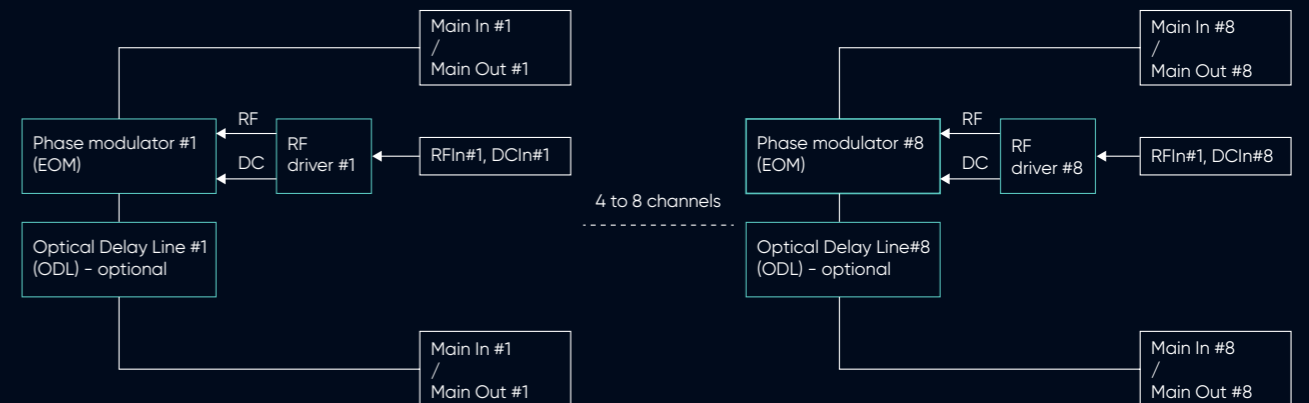 Main In #1
/
Main Out #1
Phase modulator #1
(EOM)
RF
DC
RF
driver #1
RFIn#1, DCIn#1
Optical Delay Line #1
(ODL) - optional
Main In #1
/
Main Out #1
4 to 8 channels
Main In #8
/
Main Out #8
Phase modulator #8
(EOM)
RF
DC
RF
driver #8
RFIn#1, DCIn#8
Optical Delay Line#8
(ODL) - optional
Main In #8
/
Main Out #8